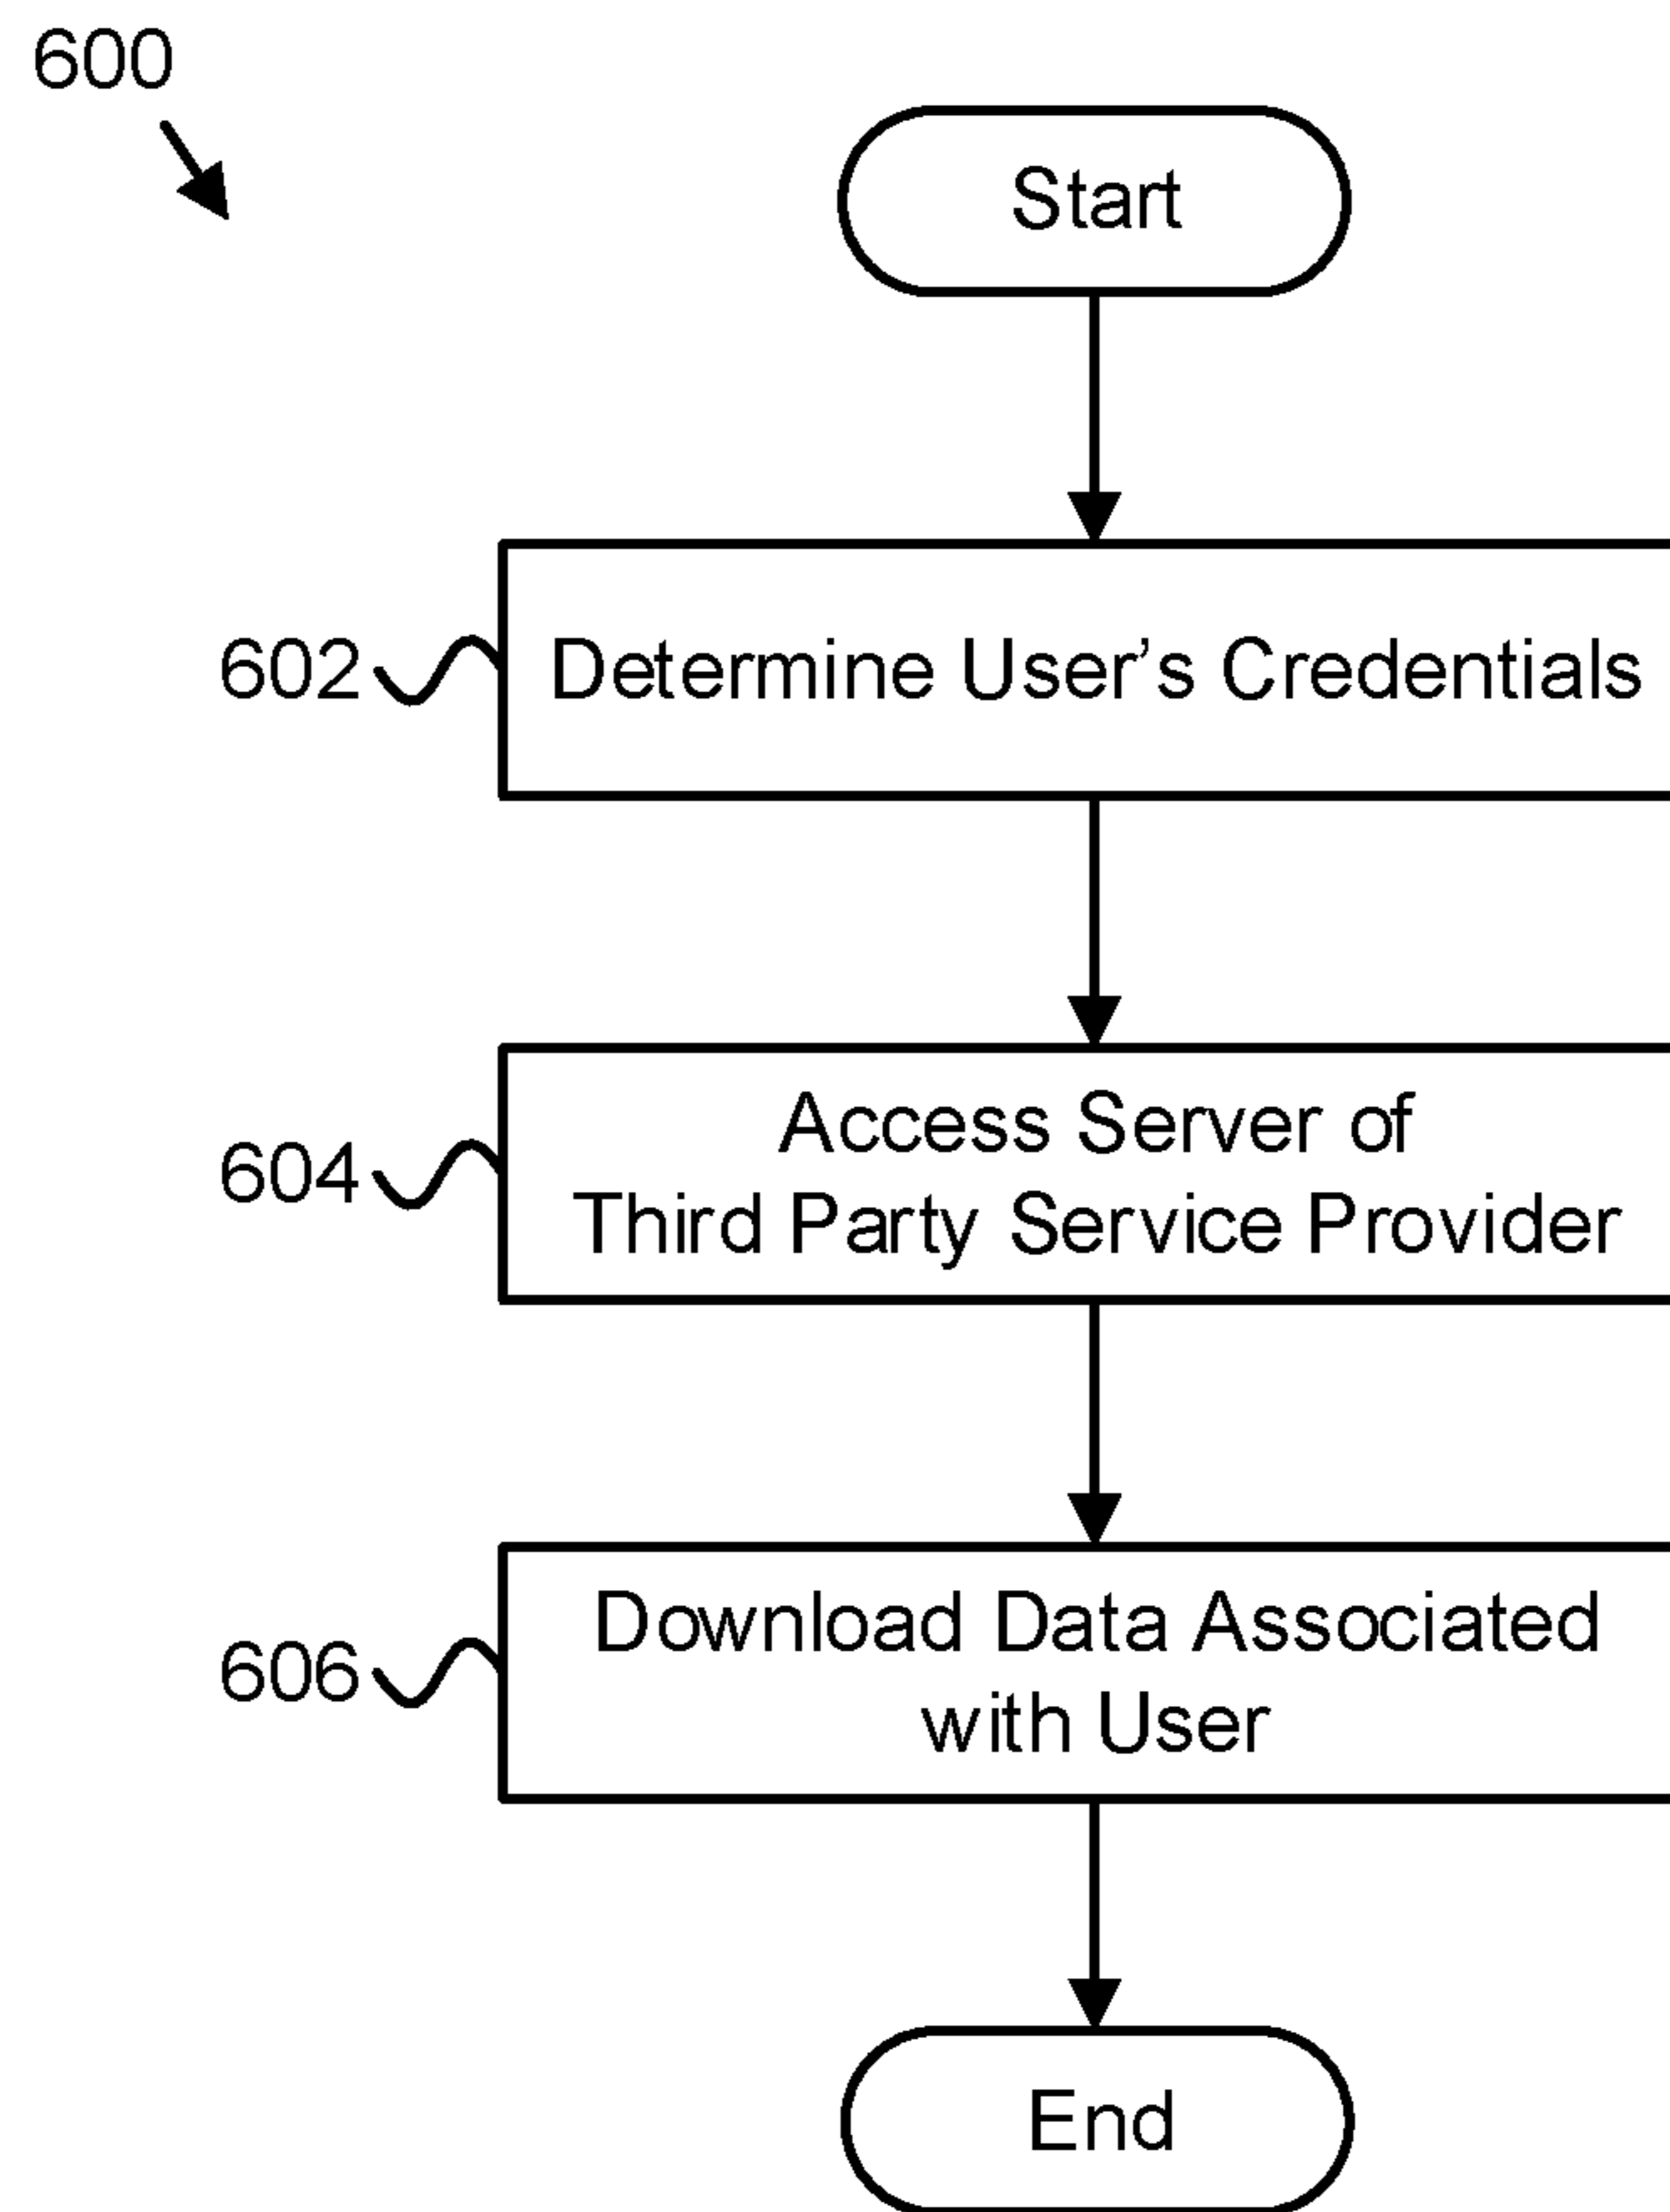 600
Start
602
Determine User’s Credentials
604
Access Server of
Third Party Service Provider
606
Download Data Associated
with User
End